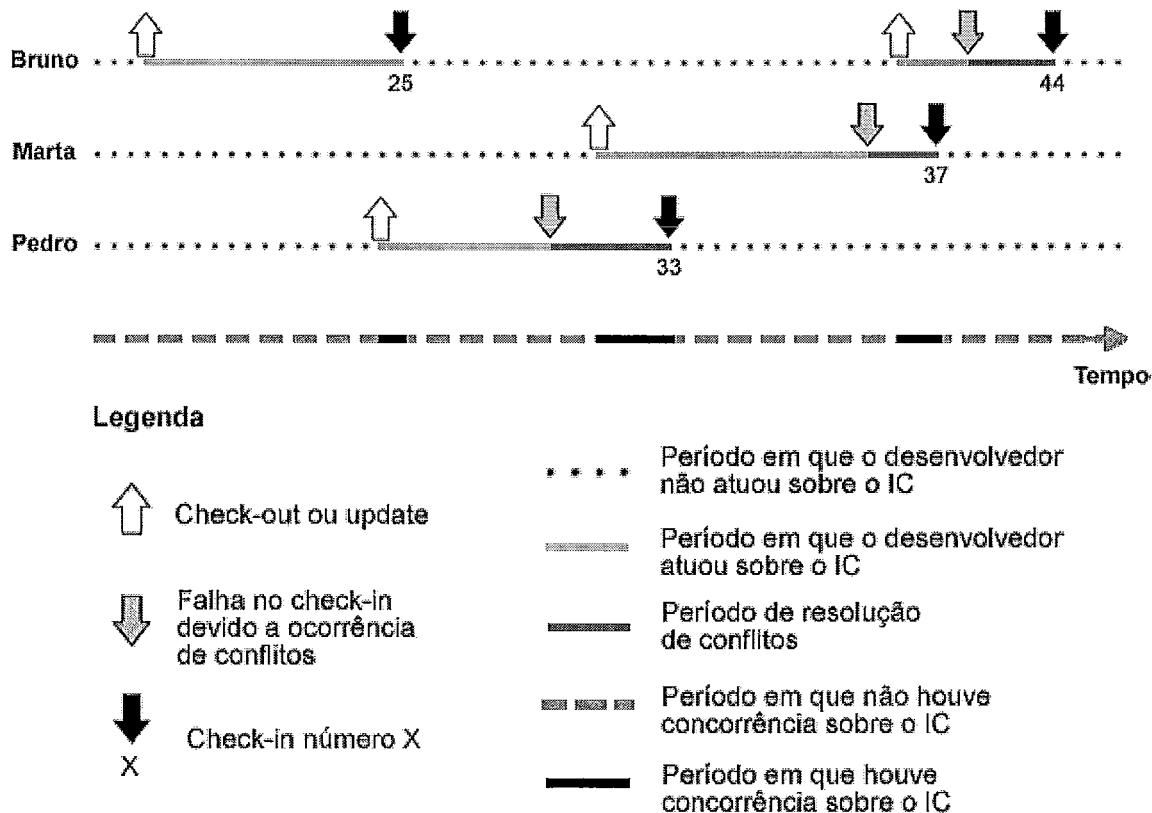 Bruno
25
44
Marta
37
Pedro
33
Tempo
Legenda
Check-out ou update
Falha no check-in
devido a ocorrência
de conflitos
X
Check-in número X
Período em que o desenvolvedor
não atuou sobre o IC
Período em que o desenvolvedor
atuou sobre o IC
Período de resolução
de conflitos
Período em que não houve
concorrência sobre o IC
Período em que houve
concorrência sobre o IC